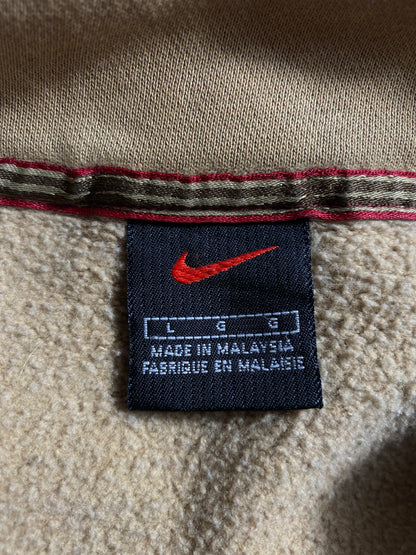 L G G
MADE IN MALAYSIA
FABRIQUE EN MALAISIE